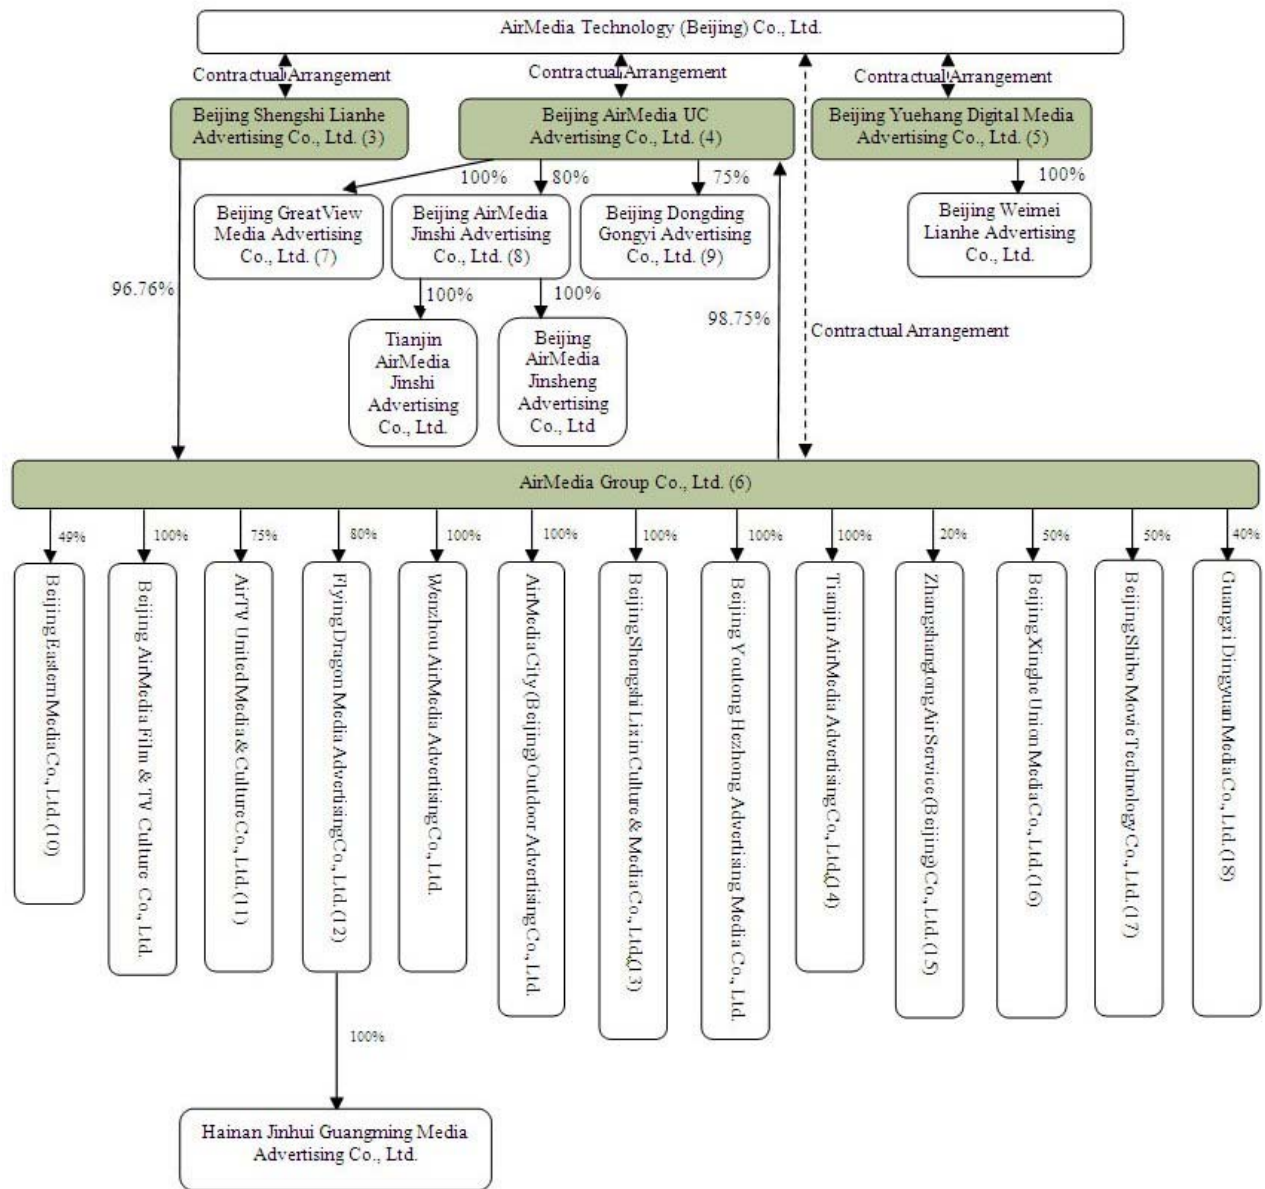 AirMedia Technology (Beijing) Co., Ltd.
Contractual Arrangement
Contractual Arrangement
Contractual Arrangement
Beijing Shengshi Lianhe
Advertising Co., Ltd. (3)
Beijing AirMedia UC
Advertising Co., Ltd. (4)
Beijing Yuehang Digital Media
Advertising Co., Ltd. (5)
100%
80%
75%
100%
Beijing GreatView
Media Advertising
Co., Ltd. (7)
Beijing AirMedia
Jinshi Advertising
Co., Ltd. (8)
Beijing Dongding
Gongyi Advertising
Co., Ltd. (9)
Beijing Weimei
Lianhe Advertising
Co., Ltd.
96.76%
100%
100%
98.75%
Contractual Arrangement
Tianjin
AirMedia
Jinshi
Advertising
Co., Ltd.
Beijing
AirMedia
Jinsheng
Advertising
Co., Ltd
AirMedia Group Co., Ltd. (6)
49%
100%
75%
80%
100%
100%
100%
100%
100%
20%
50%
50%
40%
Beijing Eastern Media Co., Ltd. (10)
Beijing AirMedia Film & TV Culture Co., Ltd.
AirTV United Media & Culture Co., Ltd. (11)
Flying Dragon Media Advertising Co., Ltd. (12)
Wenzhou AirMedia Advertising Co., Ltd.
AirMedia City (Beijing) Outdoor Advertising Co., Ltd.
Beijing Shengshi Lixin Culture & Media Co., Ltd.(13)
Beijing Youtong Hezhong Advertising Media Co., Ltd.
Tianjin AirMedia Advertising Co., Ltd.(14)
Zhangshangtong Air Service (Beijing) Co., Ltd. (15)
Beijing Xinghe Union Media Co., Ltd. (16)
Beijing Shibo Movie Technology Co., Ltd. (17)
Guangxi Dingyuan Media Co., Ltd. (18)
100%
Hainan Jinhui Guangming Media
Advertising Co., Ltd.